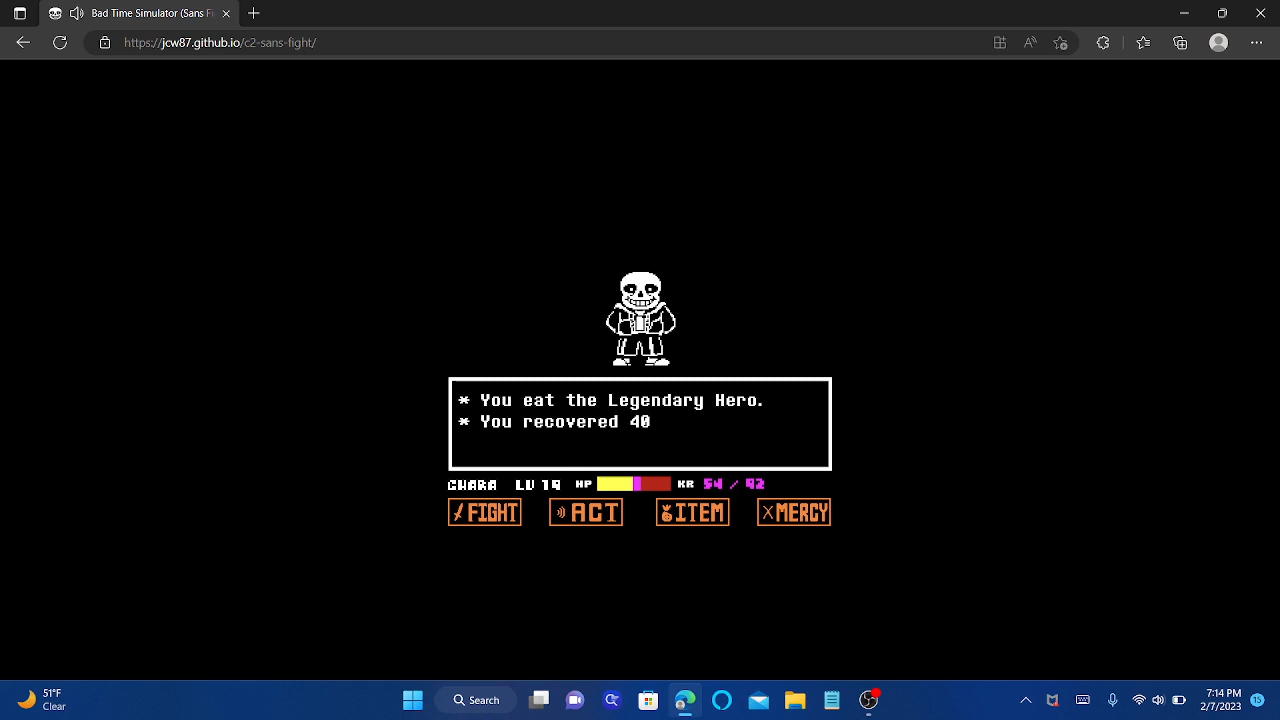 Bad Time Simulator (Sans Fi
https://jcw87.github.io/c2-sans-fight/
* You eat the Legendary Hero.
* You recovered 40
CHARA LV 19 HP KR 54 / 92
FIGHT ACT ITEM MERCY
51°F
Clear
Search
7:14 PM
2/7/2023
15